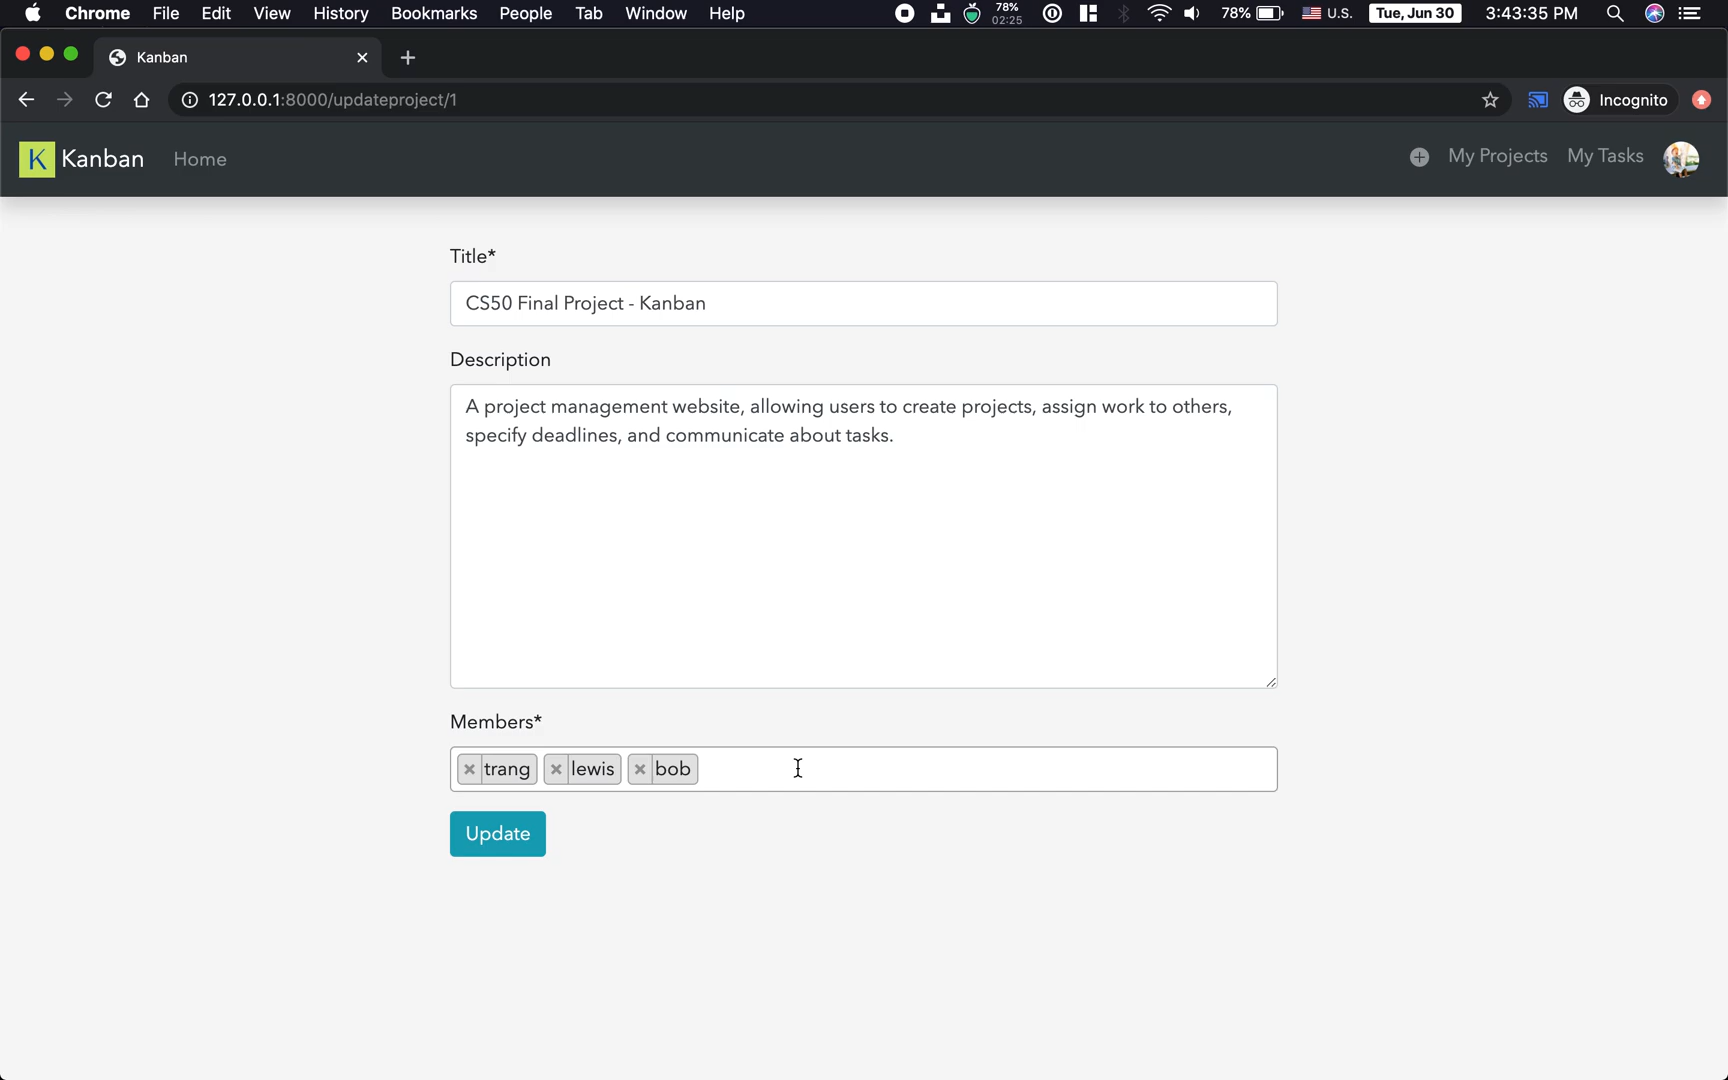 Chrome File Edit View History Bookmarks People Tab Window Help 78% 02:25 78% U.S. Tue, Jun 30 3:43:35 PM
Kanban
127.0.0.1:8000/updateproject/1 Incognito
K Kanban Home My Projects My Tasks
Title*
CS50 Final Project - Kanban
Description
A project management website, allowing users to create projects, assign work to others,
specify deadlines, and communicate about tasks.
Members*
× trang × lewis × bob
Update